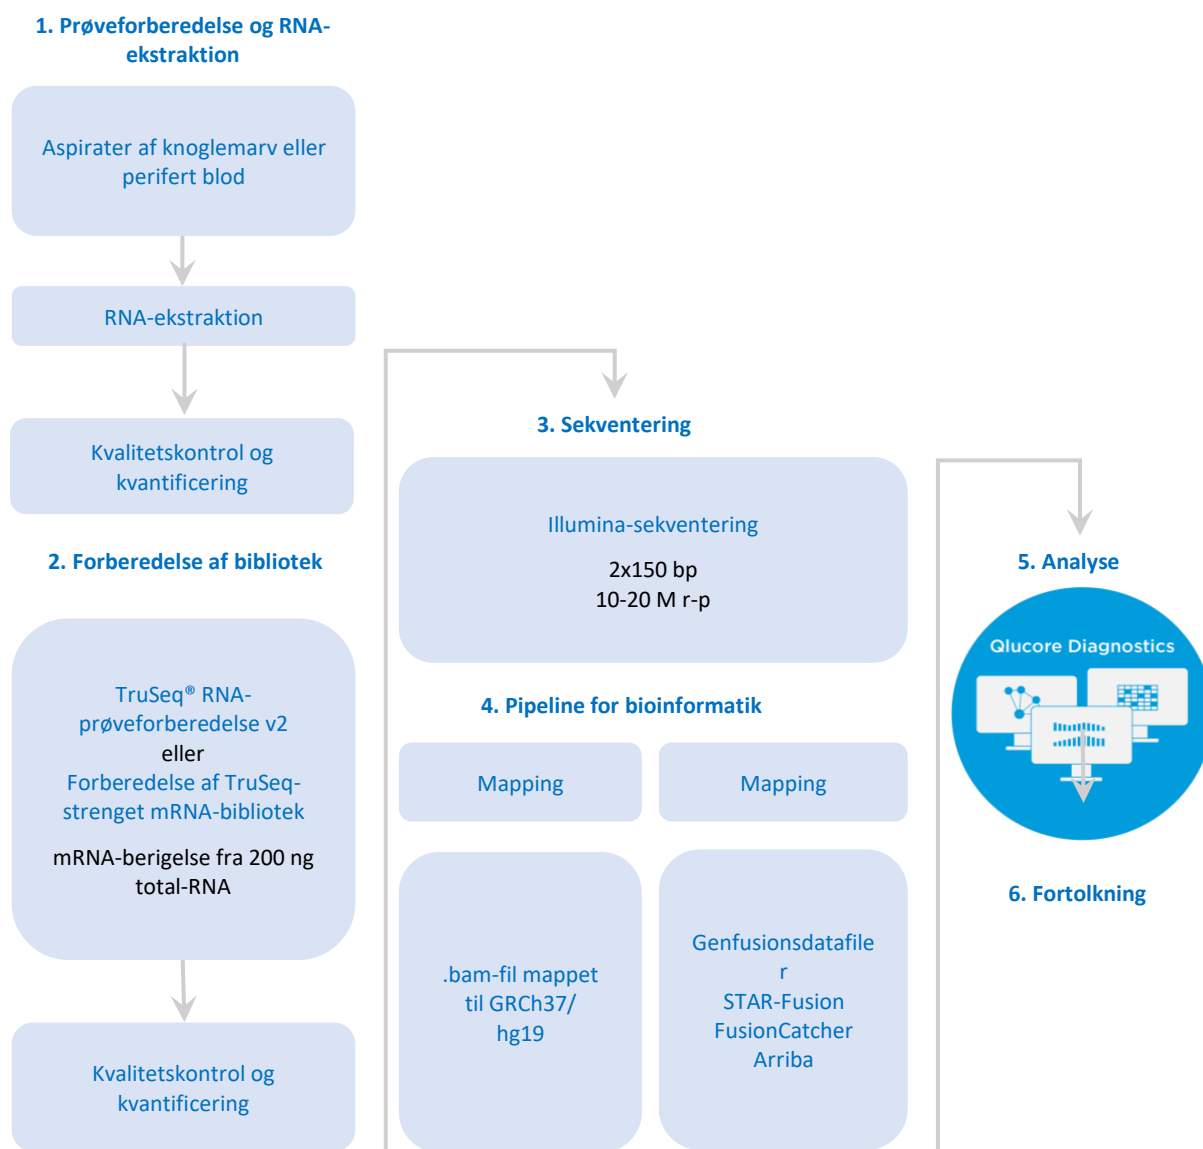 1. Prøveforberedelse og RNA-
ekstraktion
Aspirater af knoglemarv eller
perifert blod
RNA-ekstraktion
Kvalitetskontrol og
kvantificering
2. Forberedelse af bibliotek
TruSeq® RNA-
prøveforberedelse v2
eller
Forberedelse af TruSeq-
strenget mRNA-bibliotek
mRNA-berigelse fra 200 ng
total-RNA
Kvalitetskontrol og
kvantificering
3. Sekventering
Illumina-sekventering
2x150 bp
10-20 M r-p
4. Pipeline for bioinformatik
Mapping
.bam-fil mappet
til GRCh37/
hg19
Mapping
Genfusionsdatafile
r
STAR-Fusion
FusionCatcher
Arriba
5. Analyse
Qlucore Diagnostics
6. Fortolkning